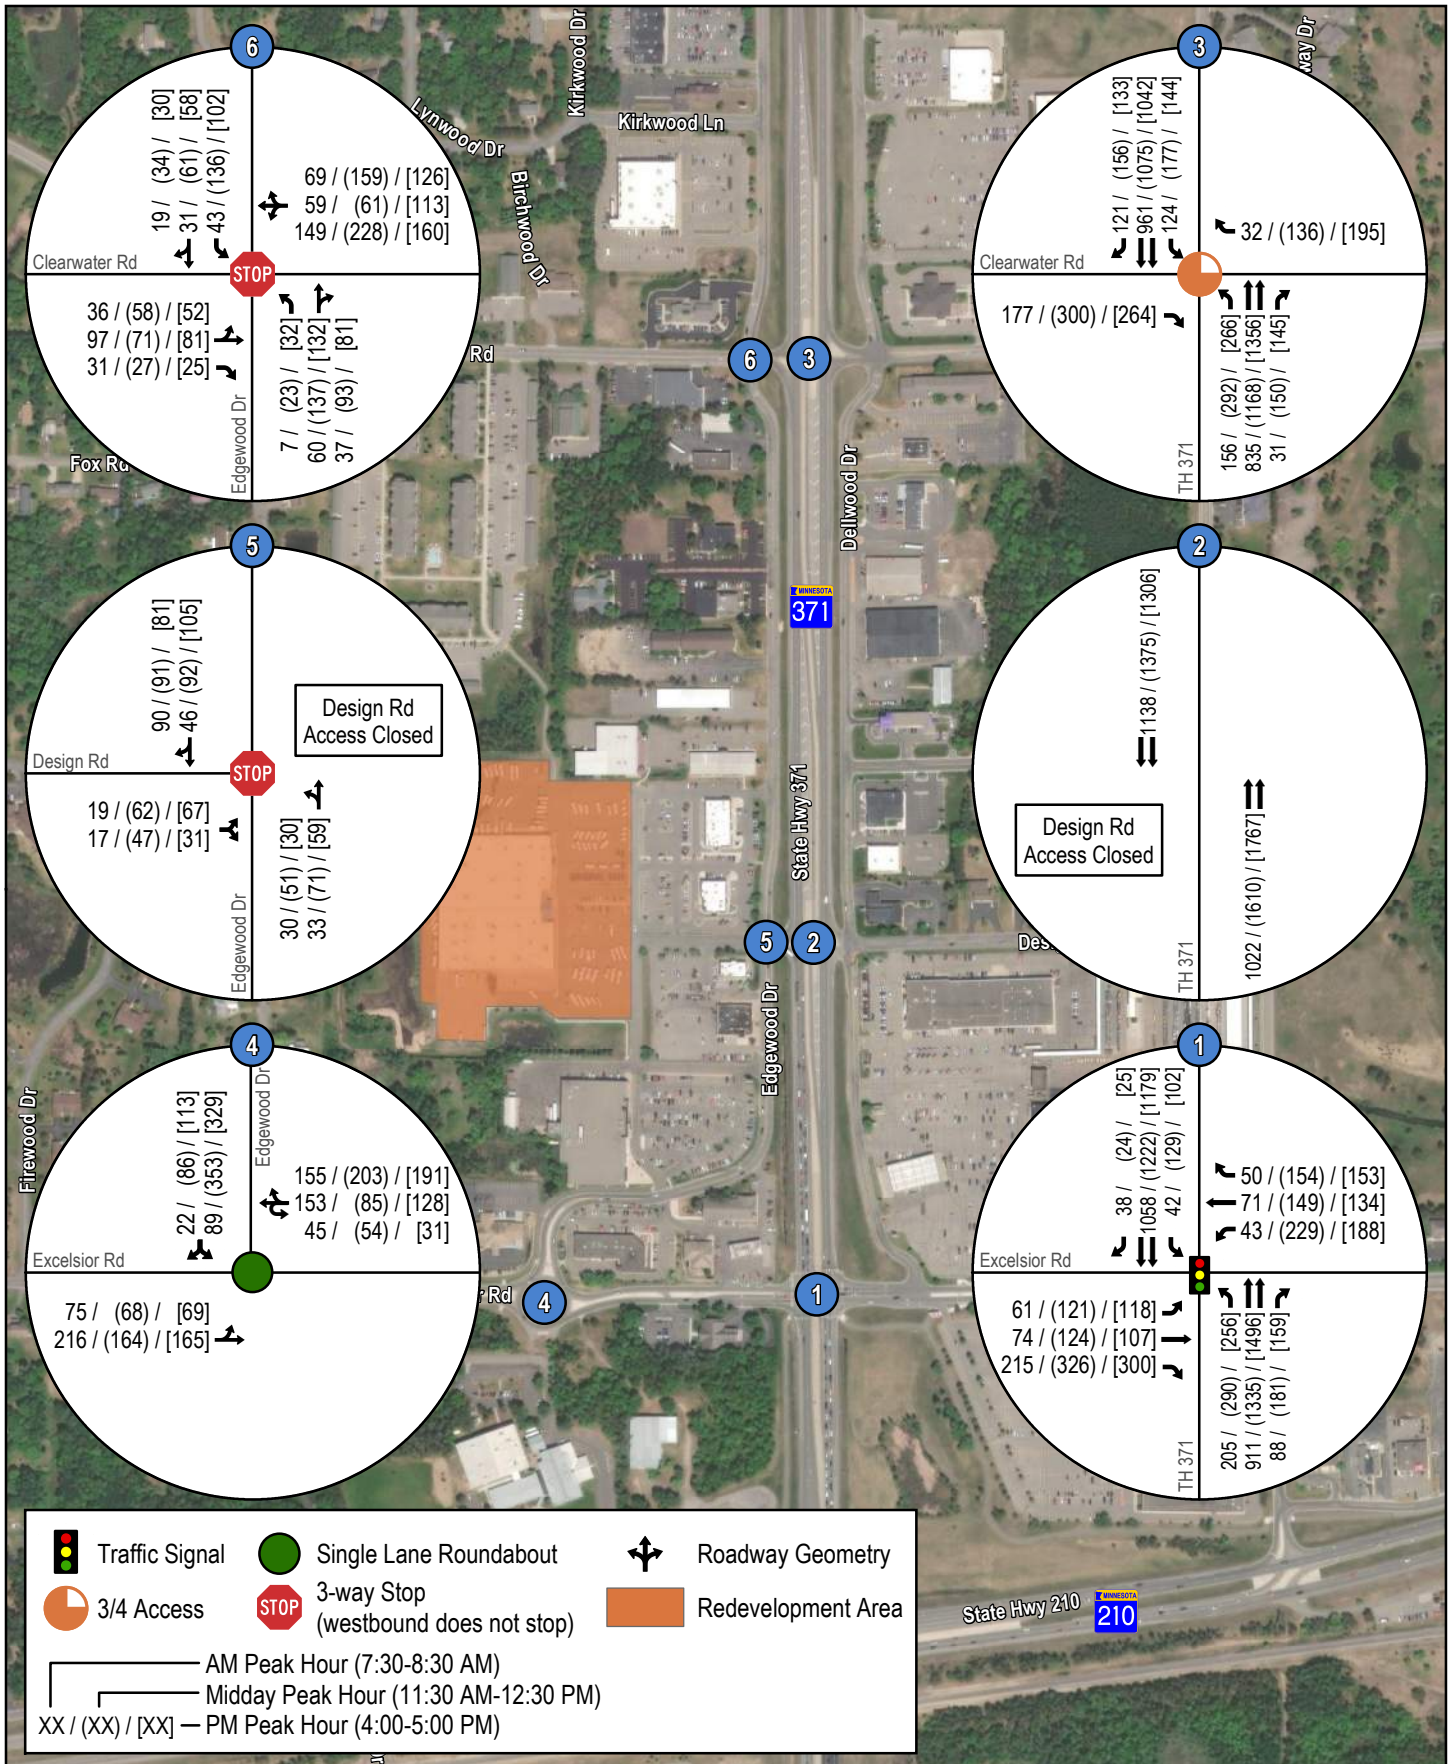 6
19 / (34) / [30]
31 / (61) / [58]
43 / (136) / [102]
69 / (159) / [126]
59 / (61) / [113]
149 / (228) / [160]
Clearwater Rd
STOP
36 / (58) / [52]
97 / (71) / [81]
31 / (27) / [25]
7 / (23) / [32]
60 / (137) / [132]
37 / (93) / [81]
Edgewood Dr
Kirkwood Dr
Lynwood Dr
Kirkwood Ln
Birchwood Dr
way Dr
3
121 / (156) / [133]
961 / (1075) / [1042]
124 / (177) / [144]
32 / (136) / [195]
Clearwater Rd
177 / (300) / [264]
156 / (292) / [266]
835 / (1168) / [1356]
31 / (150) / [145]
TH 371
Rd
6
3
Fox Rd
Dellwood Dr
MINNESOTA
371
5
90 / (91) / [81]
46 / (92) / [105]
Design Rd
Access Closed
Design Rd
STOP
19 / (62) / [67]
17 / (47) / [31]
30 / (51) / [30]
33 / (71) / [59]
Edgewood Dr
2
1138 / (1375) / [1306]
Design Rd
Access Closed
1022 / (1610) / [1767]
TH 371
State Hwy 371
5
2
Des
Edgewood Dr
4
22 / (86) / [113]
89 / (353) / [329]
Edgewood Dr
155 / (203) / [191]
153 / (85) / [128]
45 / (54) / [31]
Excelsior Rd
75 / (68) / [69]
216 / (164) / [165]
Firewood Dr
1
38 / (24) / [25]
1058 / (1222) / [1179]
42 / (129) / [102]
50 / (154) / [153]
71 / (149) / [134]
43 / (229) / [188]
Excelsior Rd
61 / (121) / [118]
74 / (124) / [107]
215 / (326) / [300]
205 / (290) / [256]
911 / (1335) / [1496]
88 / (181) / [159]
TH 371
r Rd
4
1
Traffic Signal
Single Lane Roundabout
Roadway Geometry
3/4 Access
STOP
3-way Stop
(westbound does not stop)
Redevelopment Area
AM Peak Hour (7:30-8:30 AM)
Midday Peak Hour (11:30 AM-12:30 PM)
XX / (XX) / [XX] PM Peak Hour (4:00-5:00 PM)
State Hwy 210
MINNESOTA
210